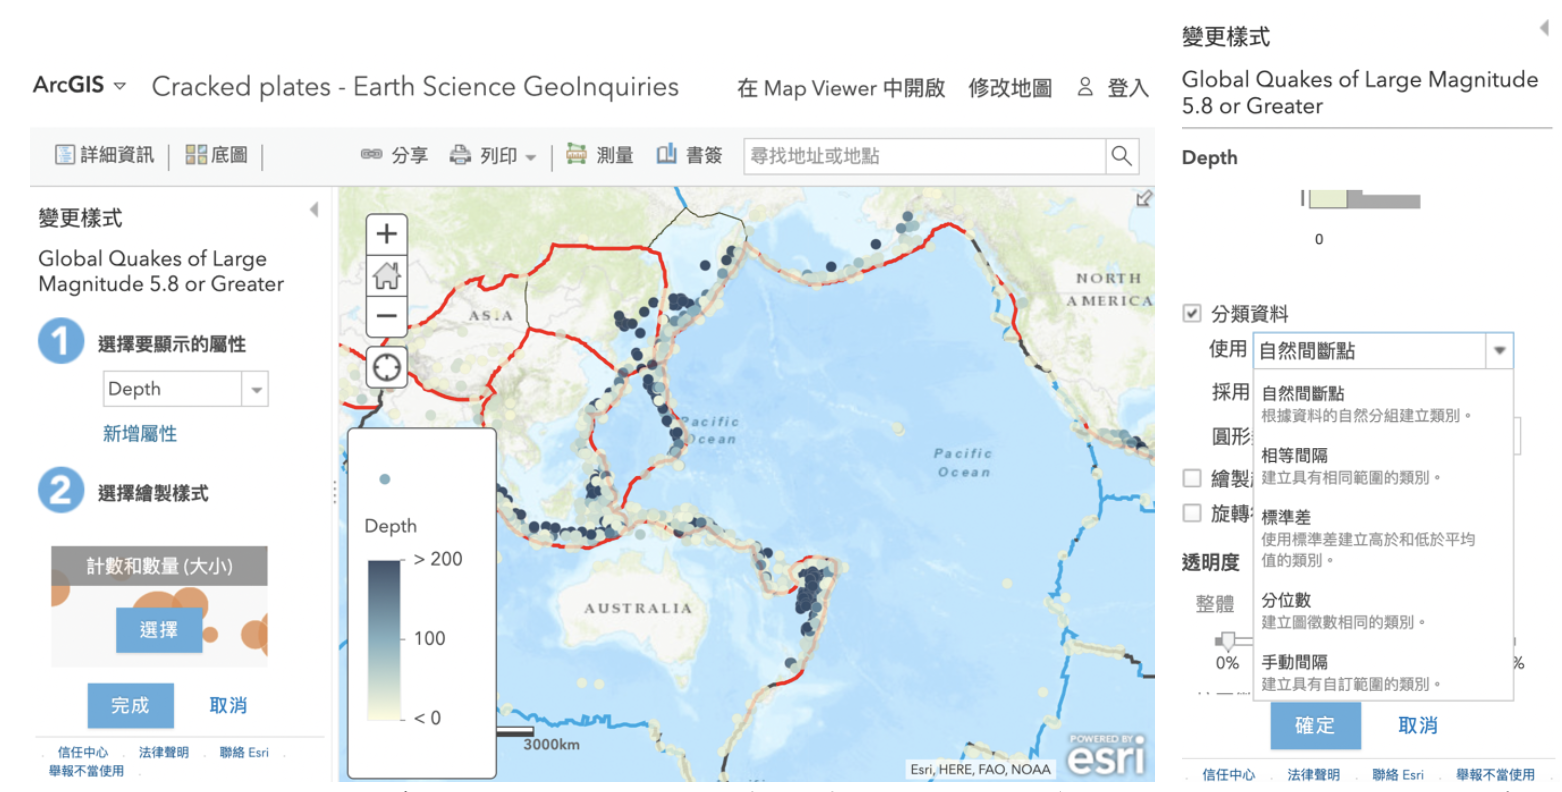 ArcGIS
Cracked plates - Earth Science GeoInquiries
在 Map Viewer 中開啟
修改地圖
登入
詳細資訊
底圖
分享
列印
測量
書簽
尋找地址或地點
變更樣式
Global Quakes of Large
Magnitude 5.8 or Greater
1
選擇要顯示的屬性
Depth
新增屬性
2
選擇繪製樣式
計數和數量 (大小)
選擇
完成
取消
信任中心
法律聲明
聯絡 Esri
舉報不當使用
+
−
Depth
> 200
100
< 0
ASIA
NORTH
AMERICA
Pacific
Ocean
Pacific
Ocean
AUSTRALIA
3000km
Esri, HERE, FAO, NOAA
POWERED BY
esri
變更樣式
Global Quakes of Large Magnitude
5.8 or Greater
Depth
0
分類資料
使用 自然間斷點
採用
圓形
繪製
旋轉
透明度
整體
0%
%
自然間斷點
根據資料的自然分組建立類別。
相等間隔
建立具有相同範圍的類別。
標準差
使用標準差建立高於和低於平均
值的類別。
分位數
建立圖徵數相同的類別。
手動間隔
建立具有自訂範圍的類別。
確定
取消
信任中心
法律聲明
聯絡 Esri
舉報不當使用